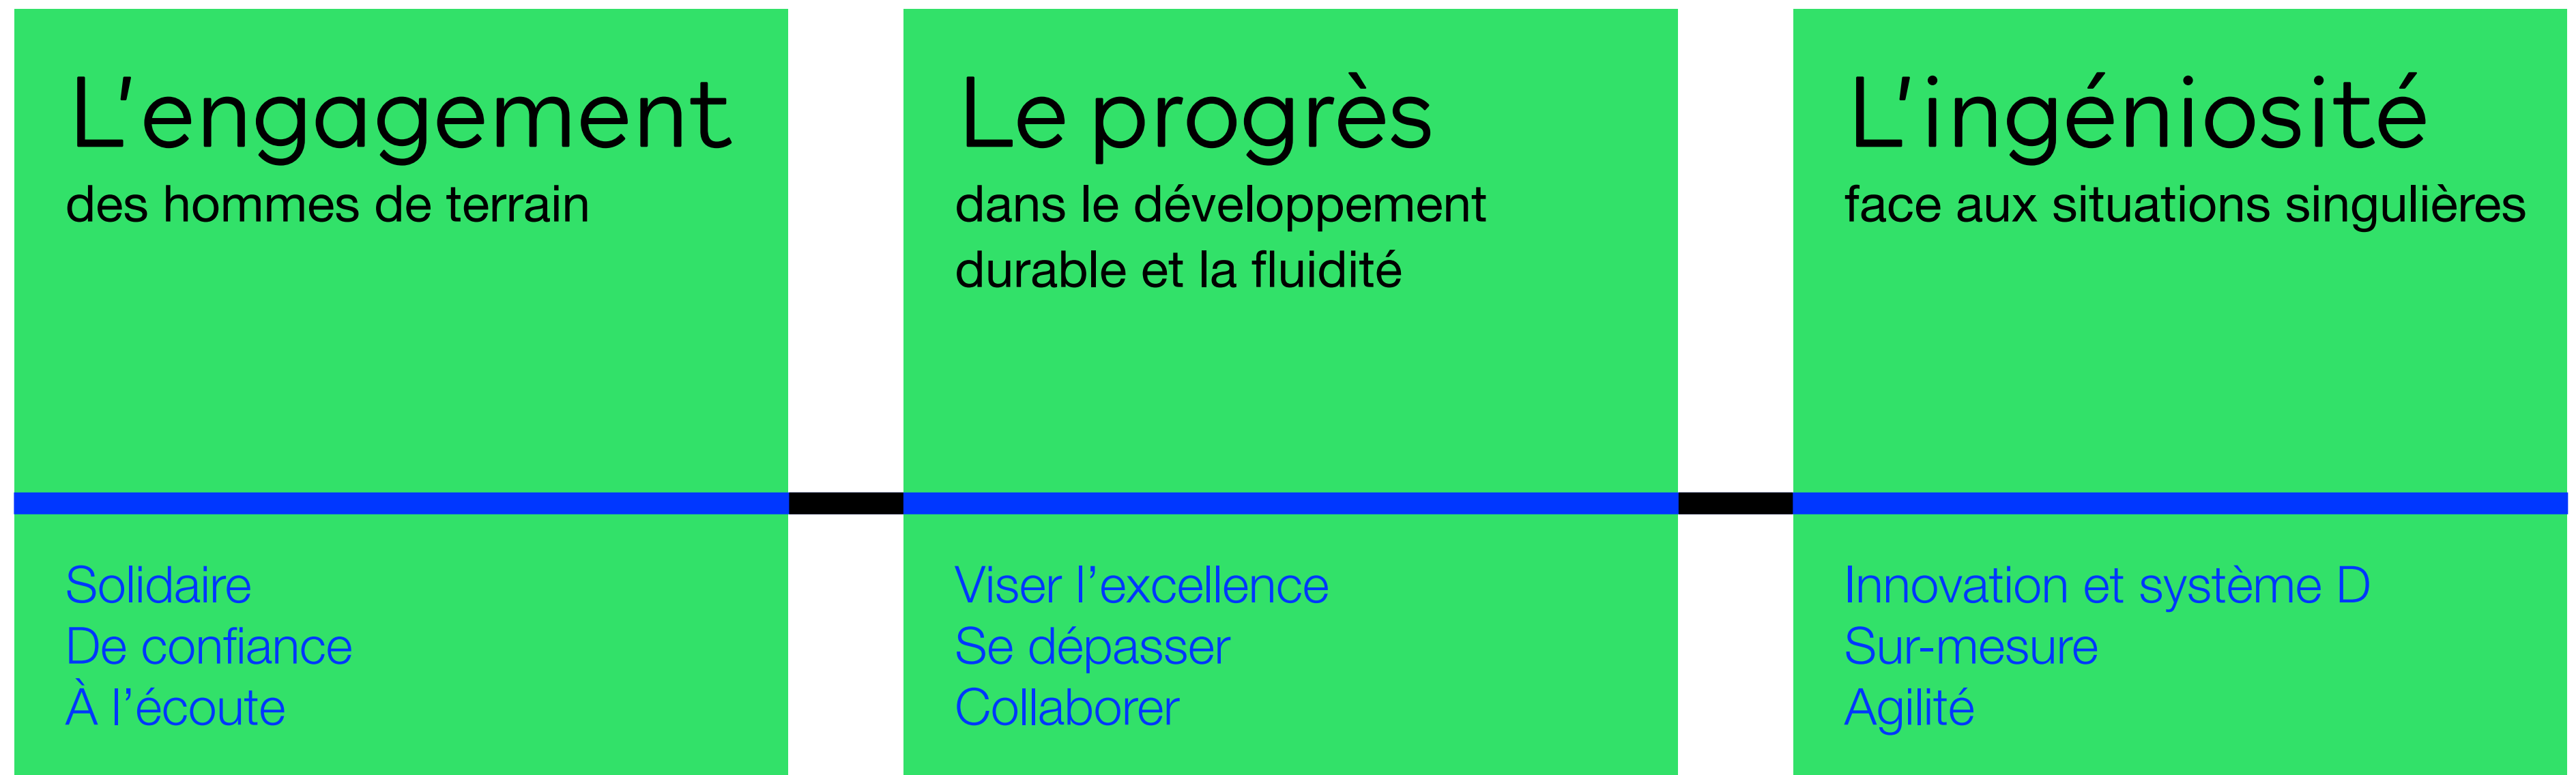 L’engagement
des hommes de terrain
Solidaire
De confiance
À l’écoute
Le progrès
dans le développement
durable et la fluidité
Viser l’excellence
Se dépasser
Collaborer
L’ingéniosité
face aux situations singulières
Innovation et système D
Sur-mesure
Agilité